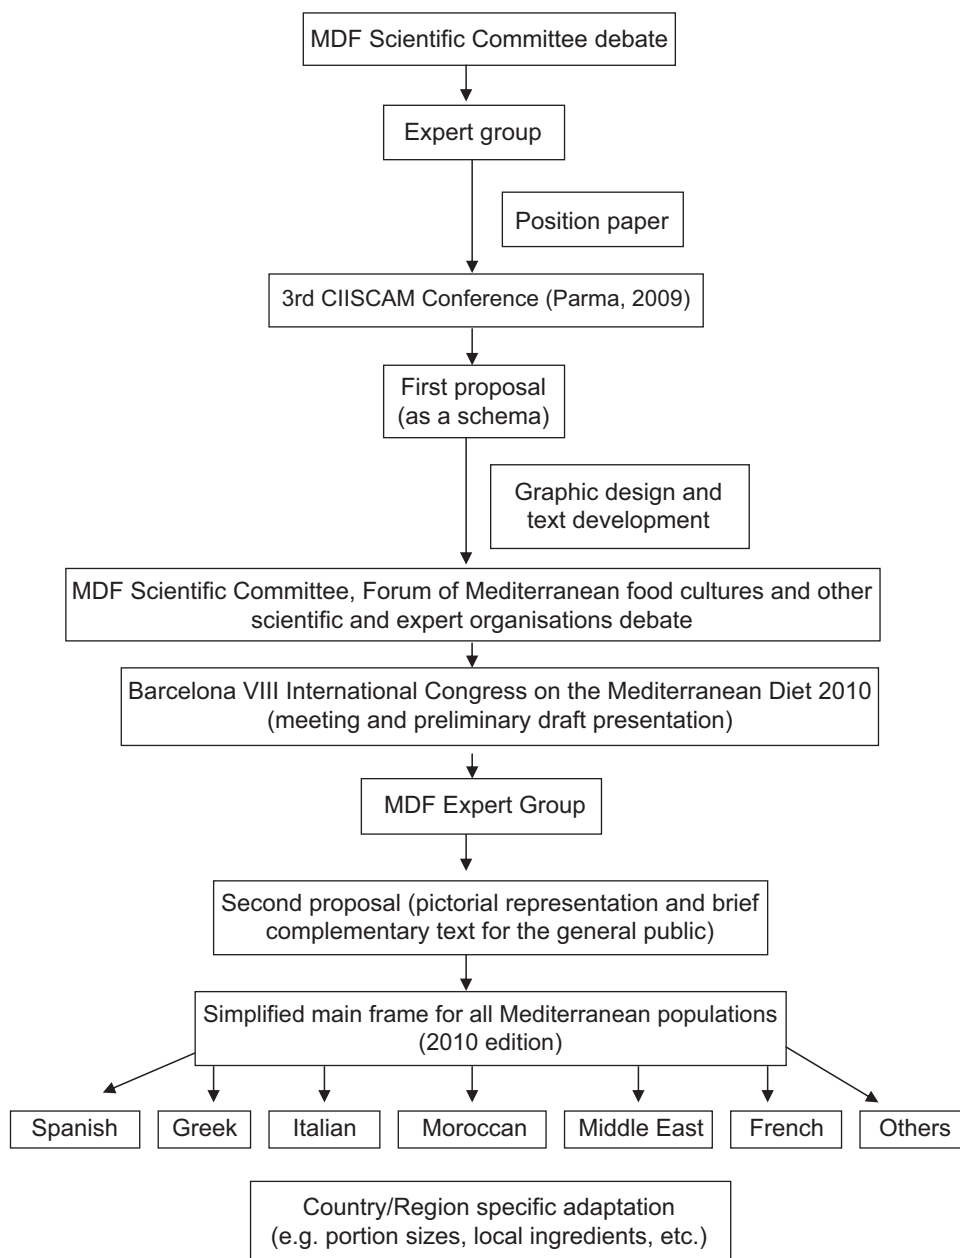 MDF Scientific Committee debate
Expert group
Position paper
3rd CIISCAM Conference (Parma, 2009)
First proposal
(as a schema)
Graphic design and
text development
MDF Scientific Committee, Forum of Mediterranean food cultures and other
scientific and expert organisations debate
Barcelona VIII International Congress on the Mediterranean Diet 2010
(meeting and preliminary draft presentation)
MDF Expert Group
Second proposal (pictorial representation and brief
complementary text for the general public)
Simplified main frame for all Mediterranean populations
(2010 edition)
Spanish
Greek
Italian
Moroccan
Middle East
French
Others
Country/Region specific adaptation
(e.g. portion sizes, local ingredients, etc.)